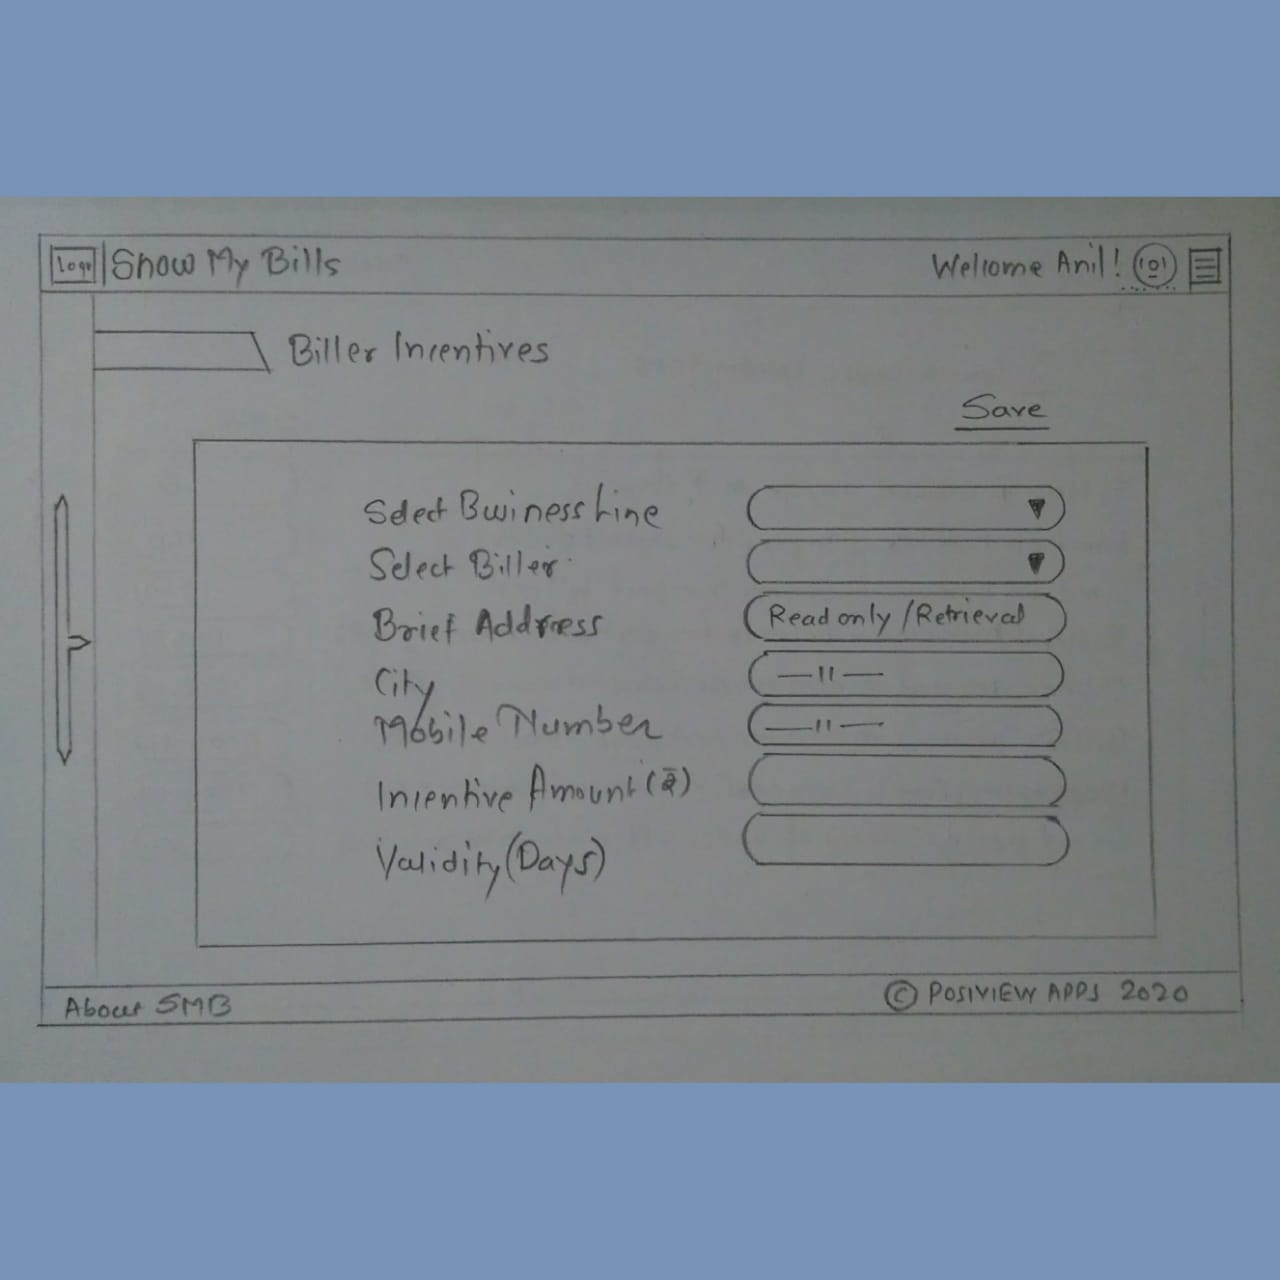 Logo Show My Bills Welcome Anil!
Biller Incentives
Save
Select Business Line
Select Biller
Brief Address Read only /Retrieval
City —11—
Mobile Number —11—
Incentive Amount (₹)
Validity (Days)
About SMB © POSIVIEW APPS 2020